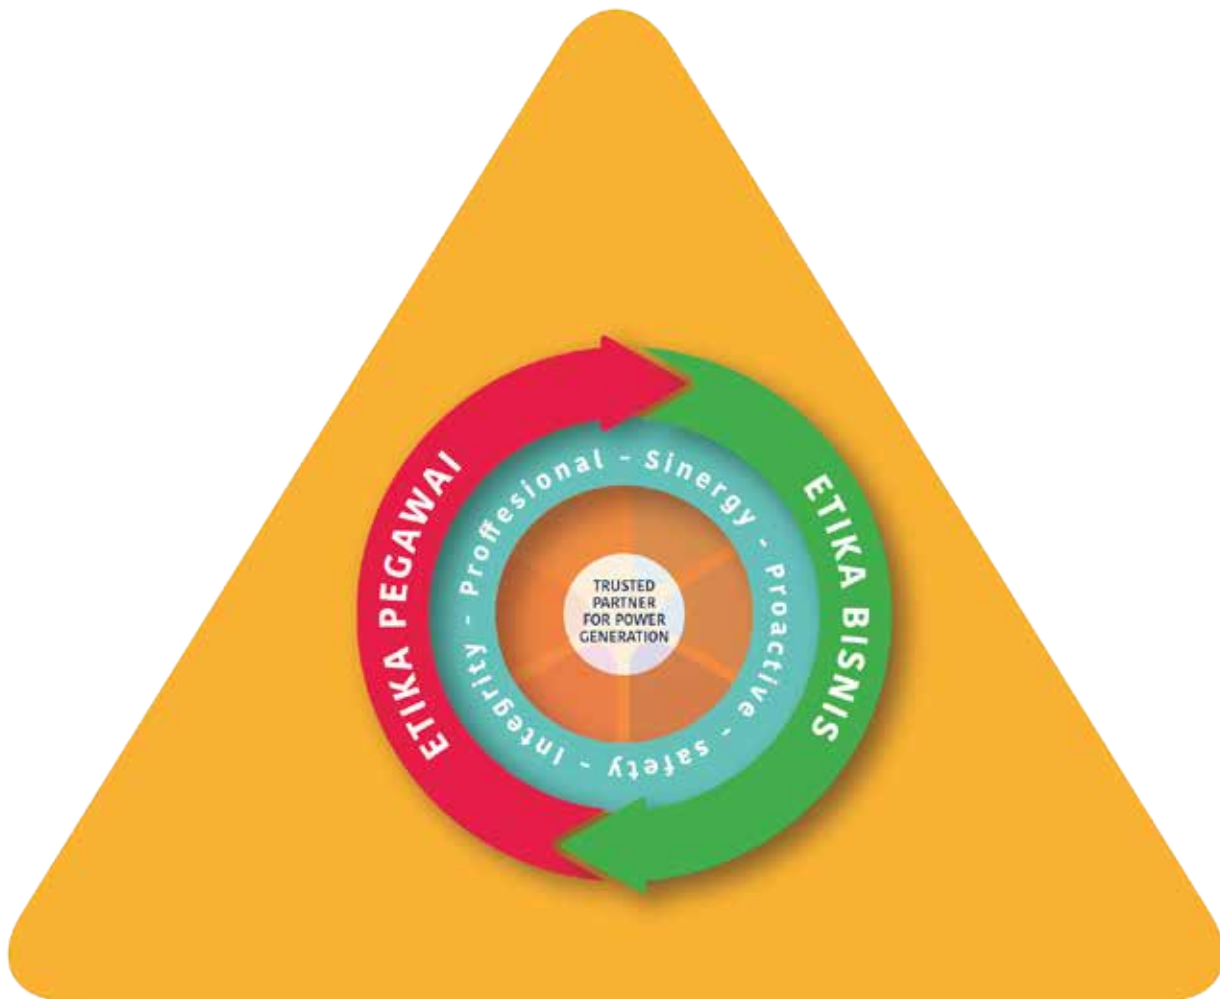 ETIKA PEGAWAI
ETIKA BISNIS
Integrity - Proffesional - Sinergy - Proactive - safety -
TRUSTED
PARTNER
FOR POWER
GENERATION